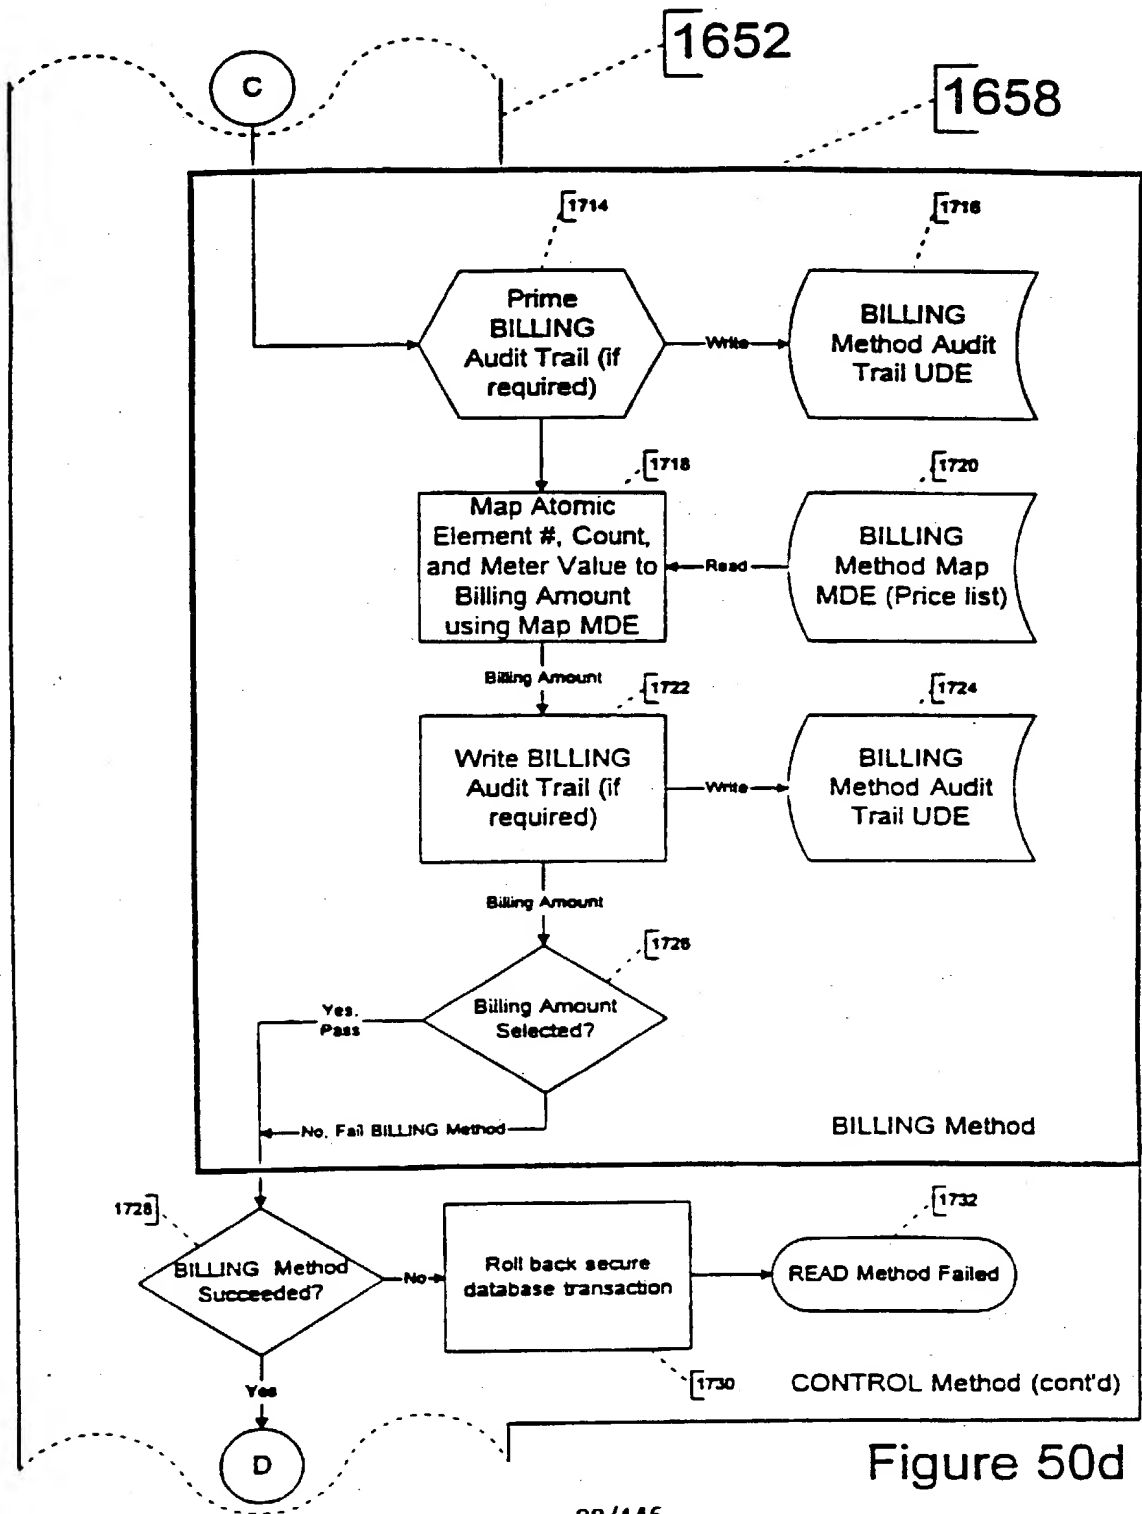 1652
C
1658
1714
1716
Prime
BILLING
Audit Trail (if
required)
Write
BILLING
Method Audit
Trail UDE
1718
1720
Map Atomic
Element #, Count,
and Meter Value to
Billing Amount
using Map MDE
Read
BILLING
Method Map
MDE (Price list)
Billing Amount
1722
1724
Write BILLING
Audit Trail (if
required)
Write
BILLING
Method Audit
Trail UDE
Billing Amount
1726
Billing Amount
Selected?
Yes.
Pass
No. Fail BILLING Method
BILLING Method
1728
BILLING Method
Succeeded?
No
Roll back secure
database transaction
1732
READ Method Failed
1730
CONTROL Method (cont'd)
Yes
D
Figure 50d